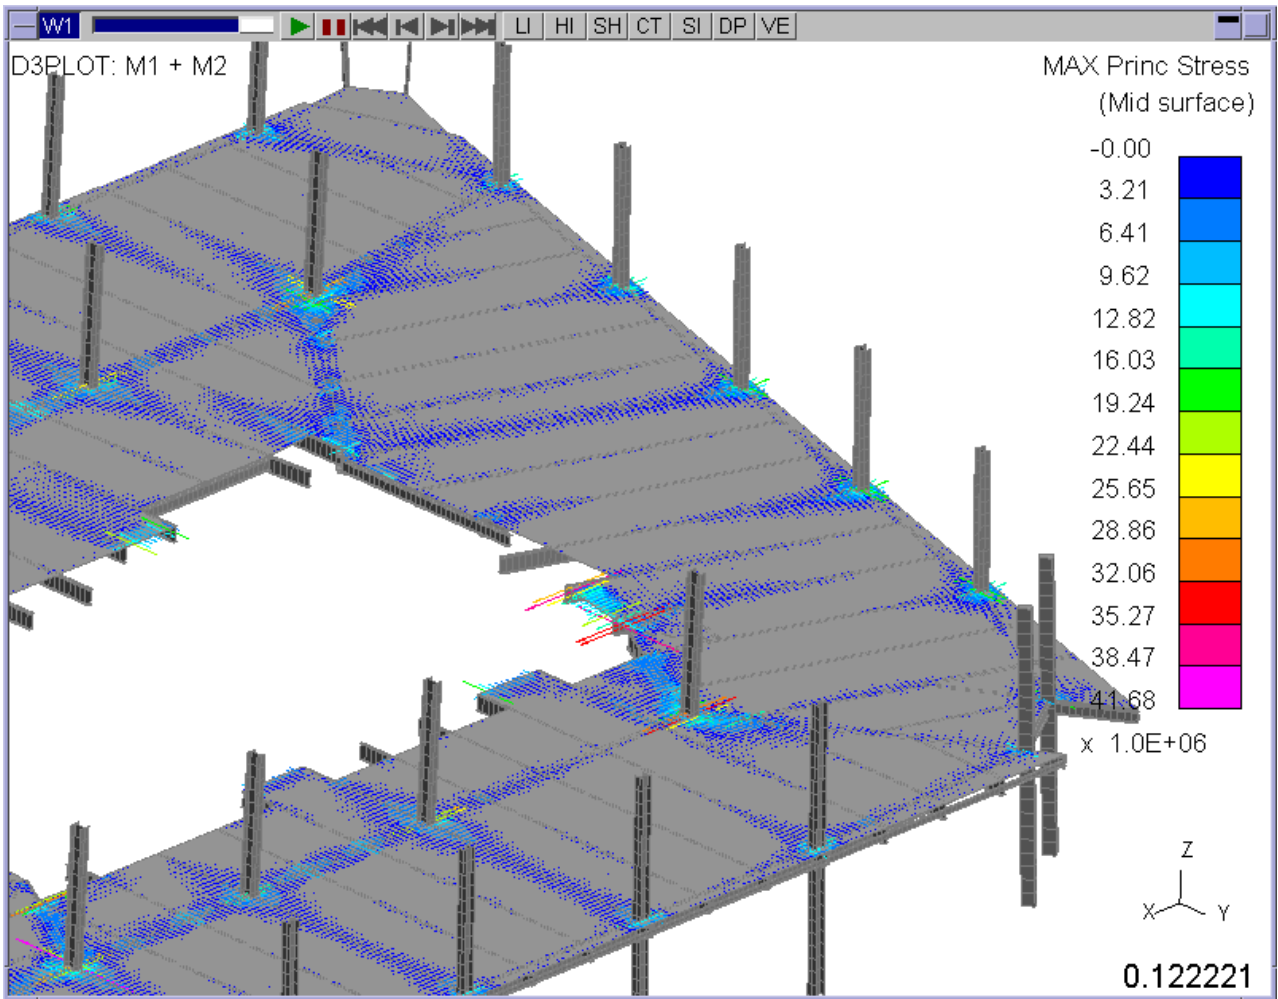 W1 LI HI SH CT SI DP VE
D3PLOT: M1 + M2
MAX Princ Stress
(Mid surface)
-0.00
3.21
6.41
9.62
12.82
16.03
19.24
22.44
25.65
28.86
32.06
35.27
38.47
41.68
x 1.0E+06
Z
X Y
0.122221